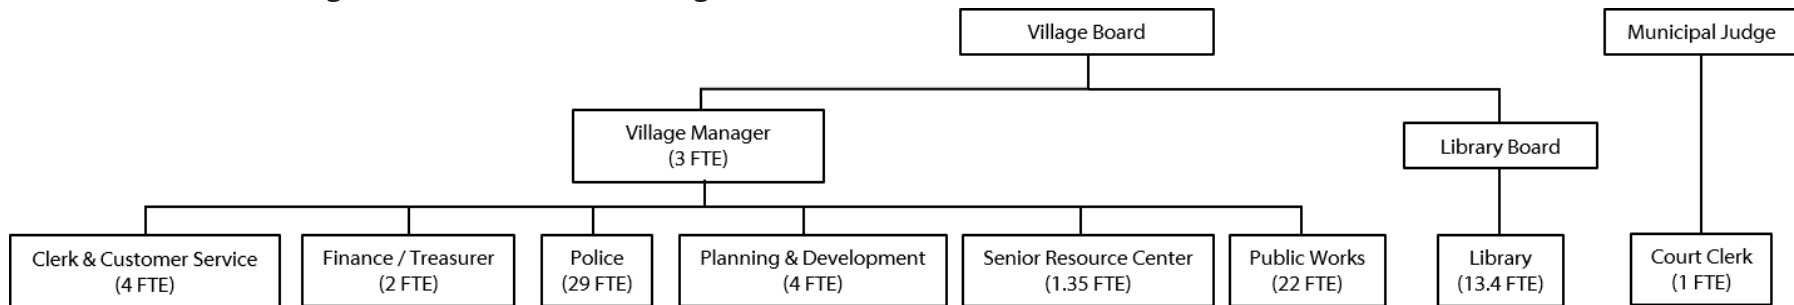 Village Board
Municipal Judge
Village Manager
(3 FTE)
Library Board
Clerk & Customer Service
(4 FTE)
Finance / Treasurer
(2 FTE)
Police
(29 FTE)
Planning & Development
(4 FTE)
Senior Resource Center
(1.35 FTE)
Public Works
(22 FTE)
Library
(13.4 FTE)
Court Clerk
(1 FTE)